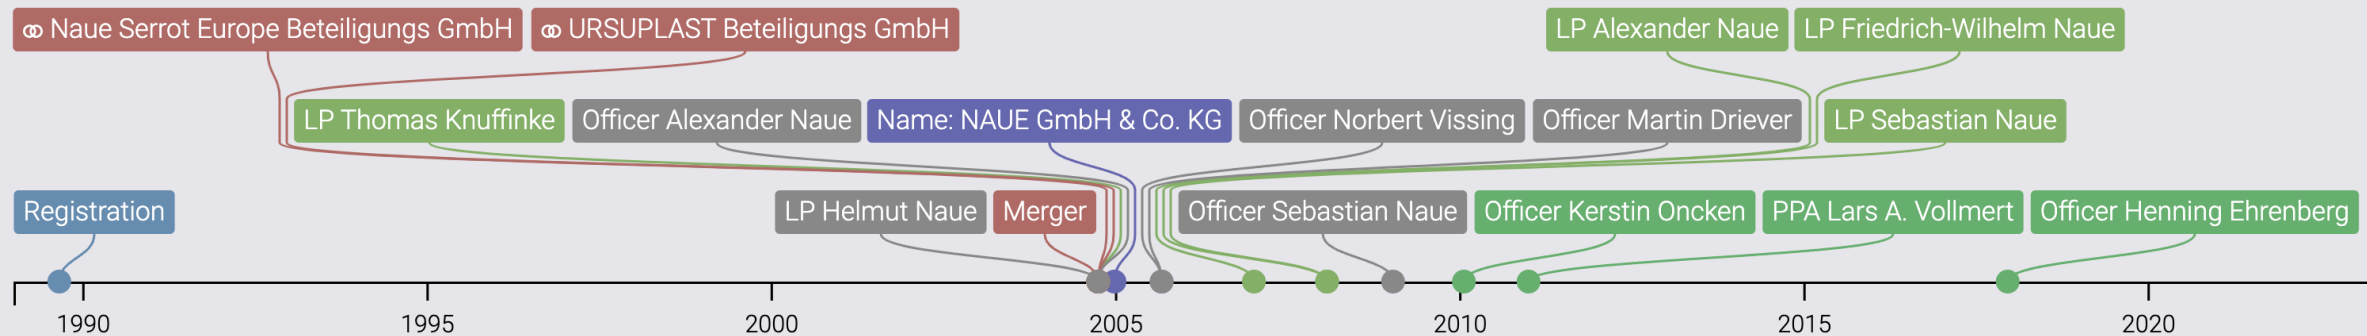 Naue Serrot Europe Beteiligungs GmbH
URSUPLAST Beteiligungs GmbH
LP Alexander Naue
LP Friedrich-Wilhelm Naue
LP Thomas Knuffinke
Officer Alexander Naue
Name: NAUE GmbH & Co. KG
Officer Norbert Vissing
Officer Martin Driever
LP Sebastian Naue
Registration
LP Helmut Naue
Merger
Officer Sebastian Naue
Officer Kerstin Oncken
PPA Lars A. Vollmert
Officer Henning Ehrenberg
1990
1995
2000
2005
2010
2015
2020